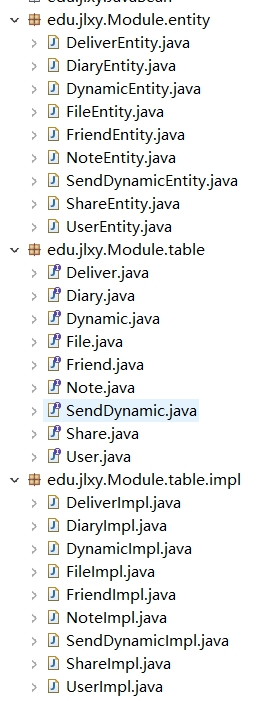 edu.jlxy.Module.entity
DeliverEntity.java
DiaryEntity.java
DynamicEntity.java
FileEntity.java
FriendEntity.java
NoteEntity.java
SendDynamicEntity.java
ShareEntity.java
UserEntity.java
edu.jlxy.Module.table
Deliver.java
Diary.java
Dynamic.java
File.java
Friend.java
Note.java
SendDynamic.java
Share.java
User.java
edu.jlxy.Module.table.impl
DeliverImpl.java
DiaryImpl.java
DynamicImpl.java
FileImpl.java
FriendImpl.java
NoteImpl.java
SendDynamicImpl.java
ShareImpl.java
UserImpl.java